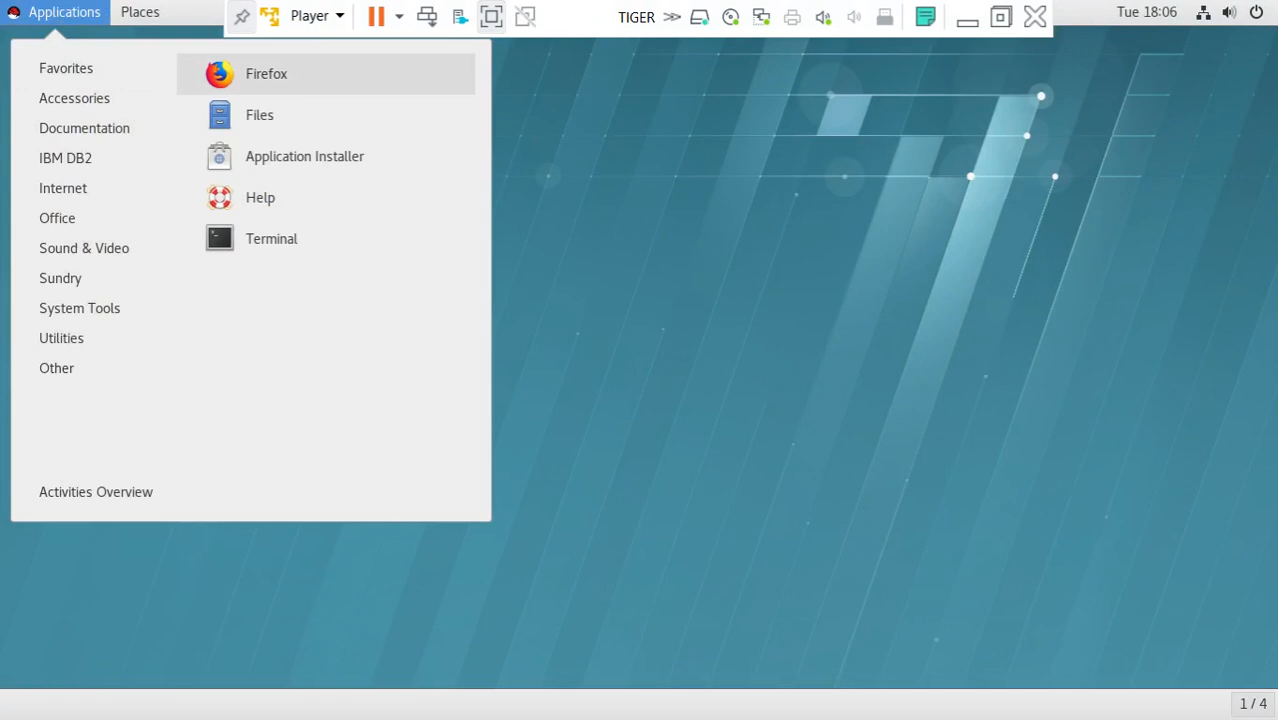 Applications Places Player TIGER Tue 18:06
Favorites
Accessories
Documentation
IBM DB2
Internet
Office
Sound & Video
Sundry
System Tools
Utilities
Other
Activities Overview
Firefox
Files
Application Installer
Help
Terminal
1 / 4